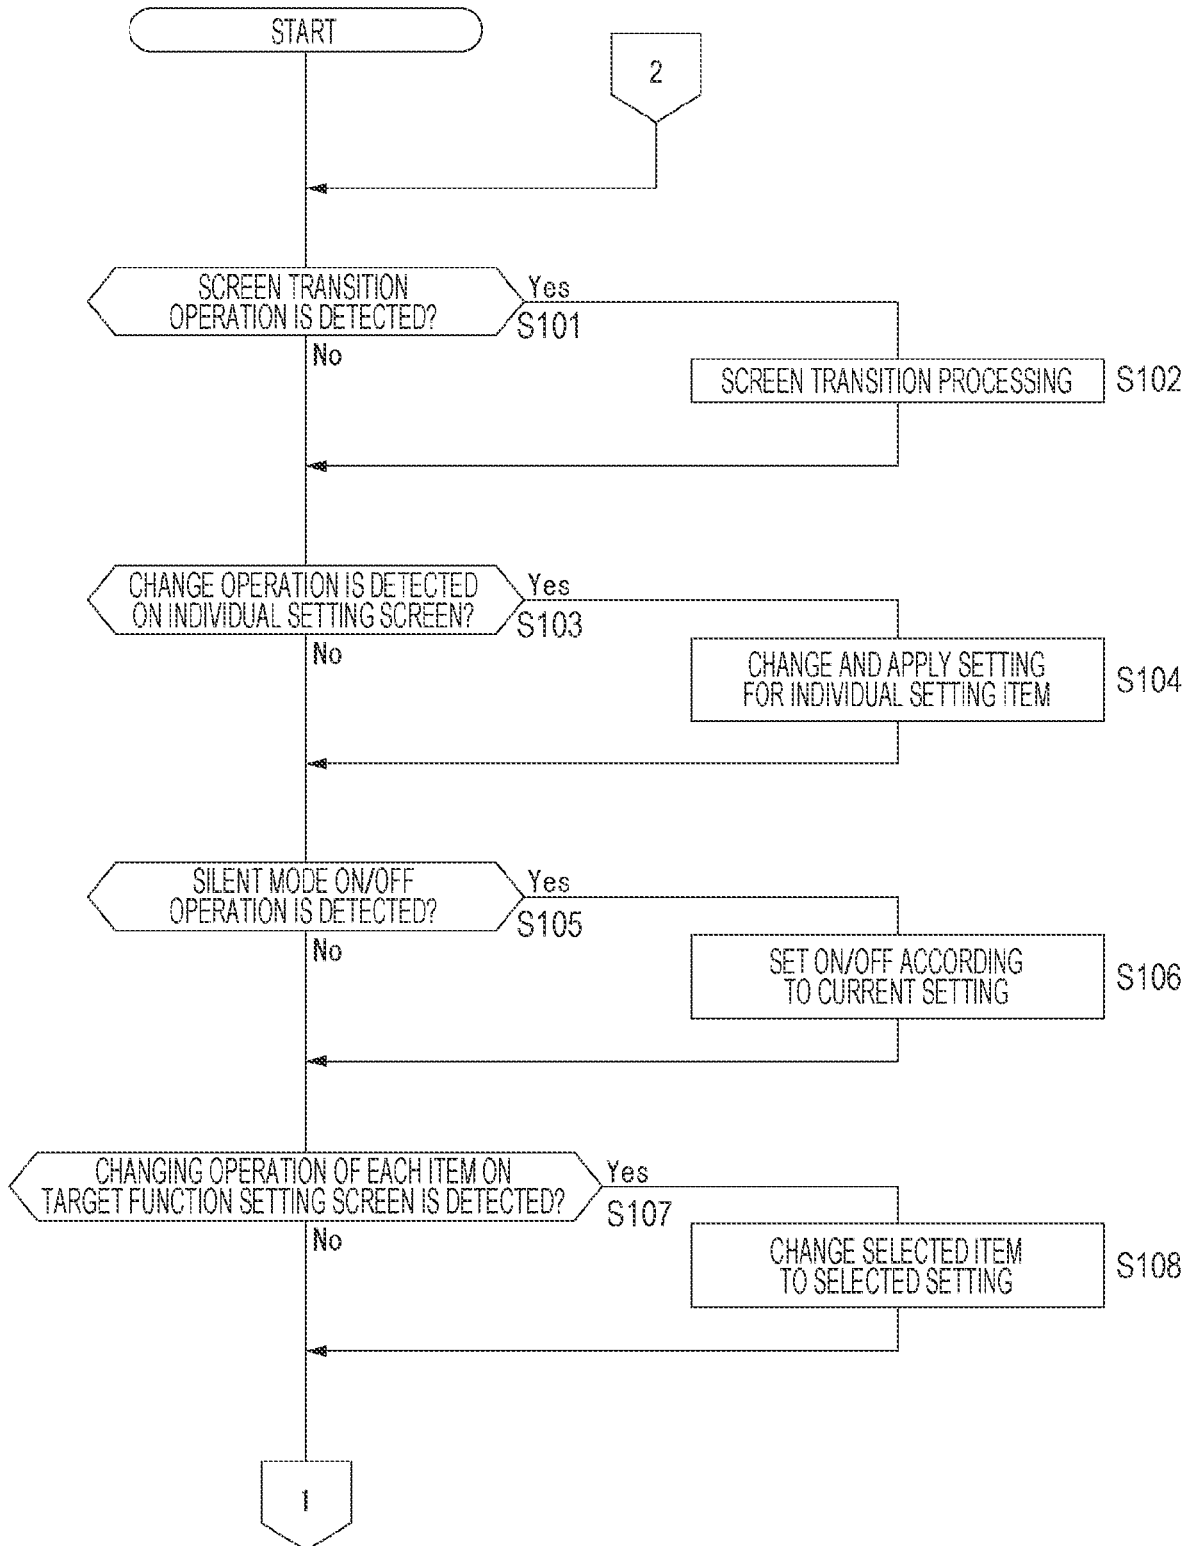 START
2
SCREEN TRANSITION
OPERATION IS DETECTED?
Yes
S101
No
SCREEN TRANSITION PROCESSING
S102
CHANGE OPERATION IS DETECTED
ON INDIVIDUAL SETTING SCREEN?
Yes
S103
No
CHANGE AND APPLY SETTING
FOR INDIVIDUAL SETTING ITEM
S104
SILENT MODE ON/OFF
OPERATION IS DETECTED?
Yes
S105
No
SET ON/OFF ACCORDING
TO CURRENT SETTING
S106
CHANGING OPERATION OF EACH ITEM ON
TARGET FUNCTION SETTING SCREEN IS DETECTED?
Yes
S107
No
CHANGE SELECTED ITEM
TO SELECTED SETTING
S108
1